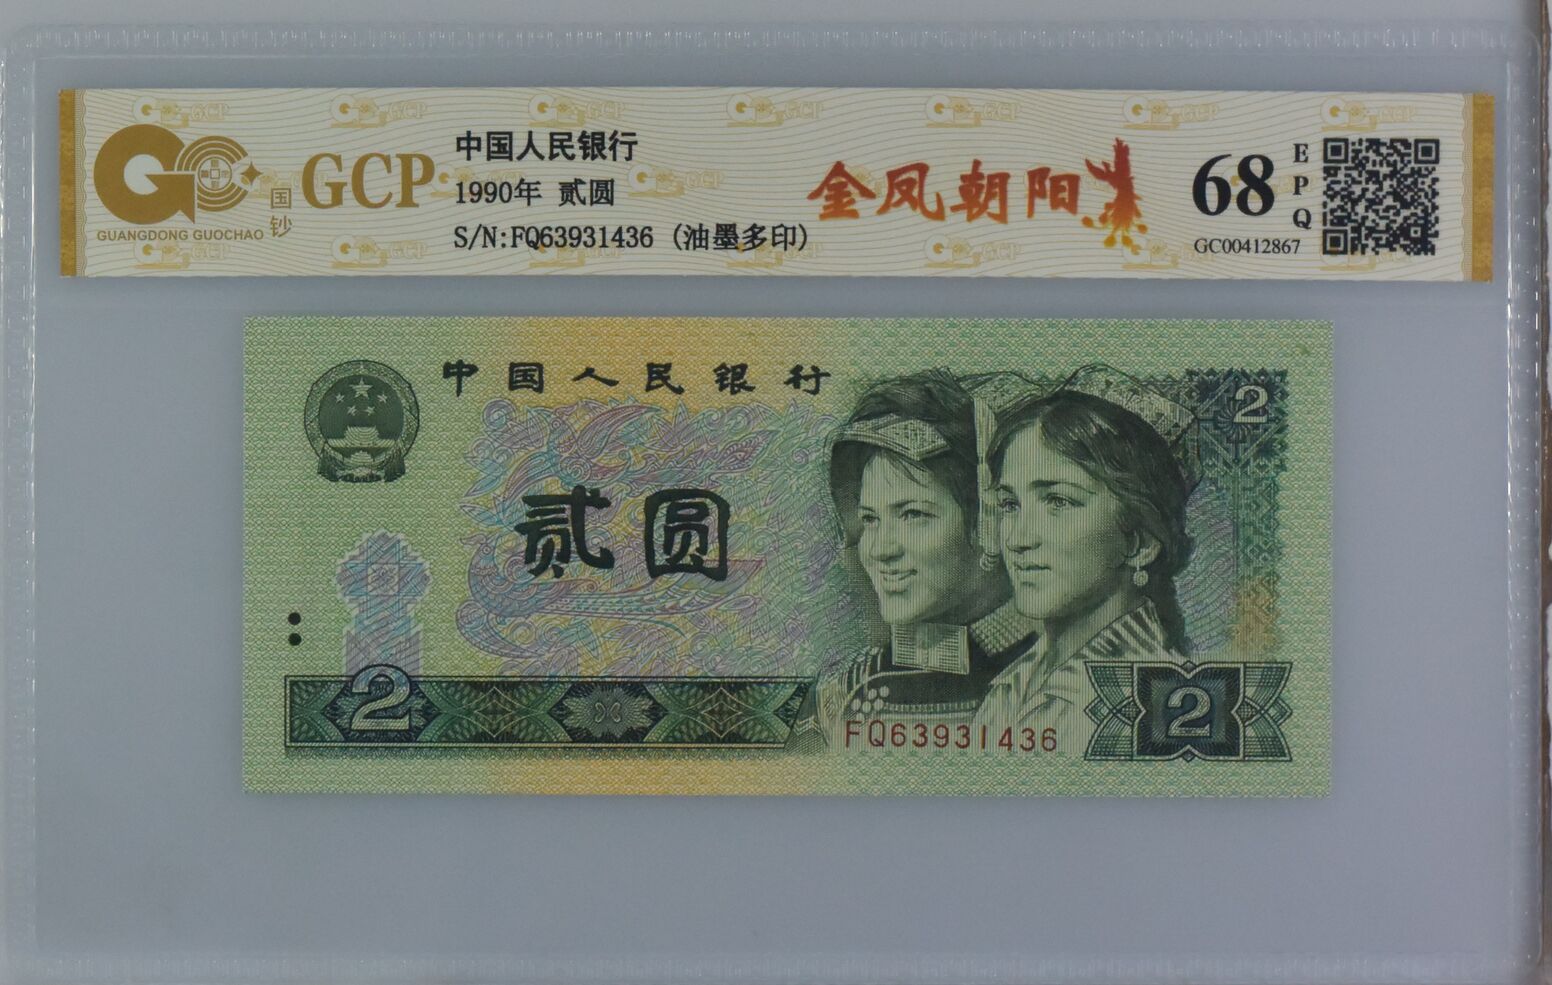 GCP
国钞
GUANGDONG GUOCHAO
中国人民银行
1990年 贰圆
S/N:FQ63931436 (油墨多印)
金凤朝阳
68
EPQ
GC00412867
中国人民银行
2
贰圆
2
FQ63931436
2